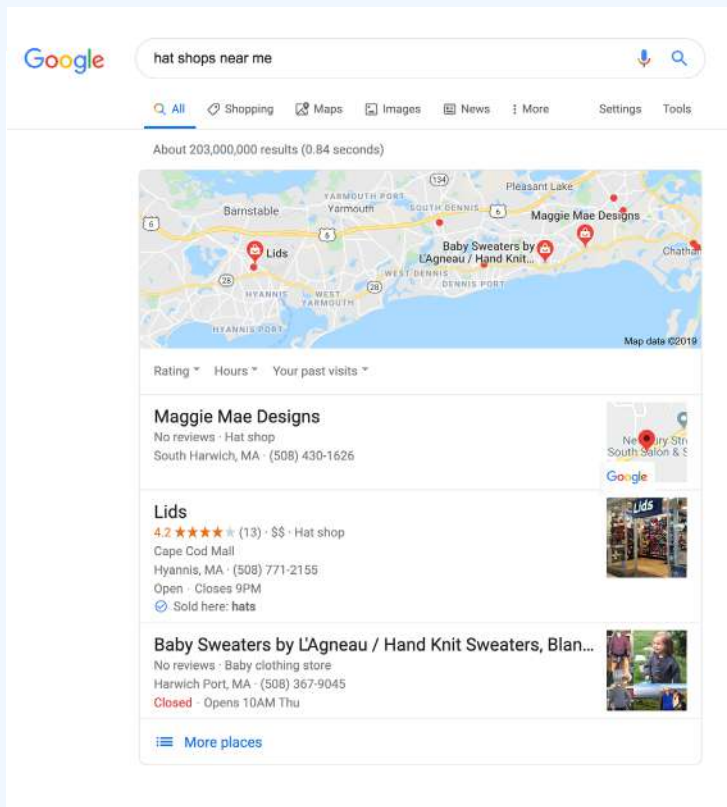 Google
hat shops near me
All Shopping Maps Images News More Settings Tools
About 203,000,000 results (0.84 seconds)
134
Pleasant Lake
YARMOUTH PORT
Barnstable Yarmouth SOUTH DENNIS 6 Maggie Mae Designs
6
6
Lids
Baby Sweaters by
L'Agneau / Hand Knit...
Chathar
28
WEST DENNIS
HYANNIS WEST YARMOUTH 28 DENNIS PORT
HYANNIS PORT
Map data ©2019
Rating Hours Your past visits
Maggie Mae Designs
No reviews · Hat shop
South Harwich, MA · (508) 430-1626
South Salon & S
Google
Lids
4.2 ★★★★★ (13) · $$ · Hat shop
Cape Cod Mall
Hyannis, MA · (508) 771-2155
Open · Closes 9PM
Sold here: hats
Lids
Baby Sweaters by L'Agneau / Hand Knit Sweaters, Blan...
No reviews · Baby clothing store
Harwich Port, MA · (508) 367-9045
Closed · Opens 10AM Thu
More places